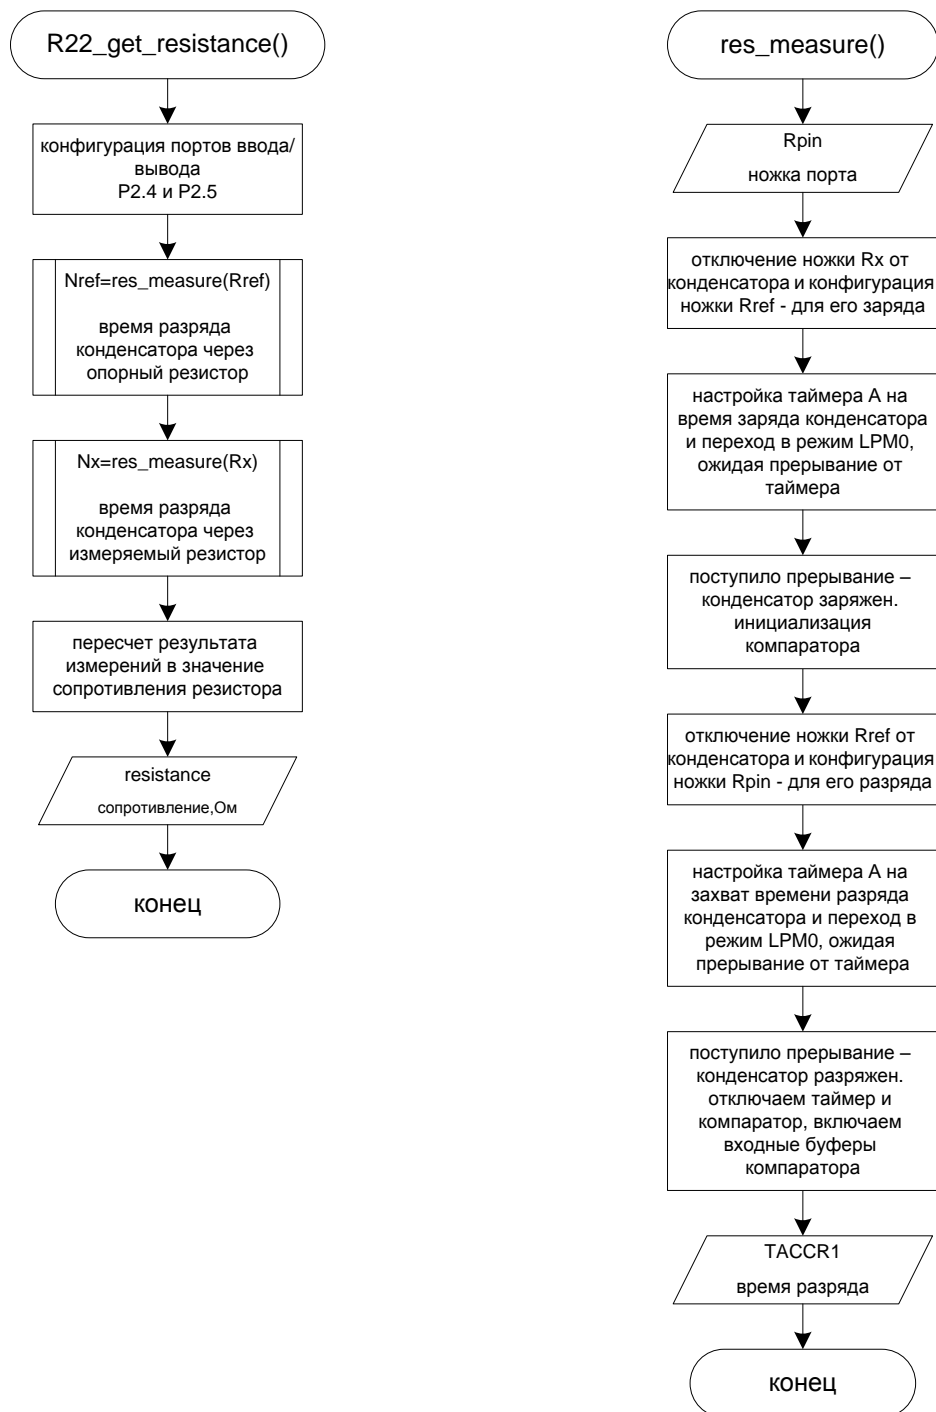 R22_get_resistance()
конфигурация портов ввода/
вывода
P2.4 и P2.5
Nref=res_measure(Rref)
время разряда
конденсатора через
опорный резистор
Nx=res_measure(Rx)
время разряда
конденсатора через
измеряемый резистор
пересчет результата
измерений в значение
сопротивления резистора
resistance
сопротивление,Ом
конец
res_measure()
Rpin
ножка порта
отключение ножки Rx от
конденсатора и конфигурация
ножки Rref - для его заряда
настройка таймера А на
время заряда конденсатора
и переход в режим LPM0,
ожидая прерывание от
таймера
поступило прерывание –
конденсатор заряжен.
инициализация
компаратора
отключение ножки Rref от
конденсатора и конфигурация
ножки Rpin - для его разряда
настройка таймера А на
захват времени разряда
конденсатора и переход в
режим LPM0, ожидая
прерывание от таймера
поступило прерывание –
конденсатор разряжен.
отключаем таймер и
компаратор, включаем
входные буферы
компаратора
TACCR1
время разряда
конец